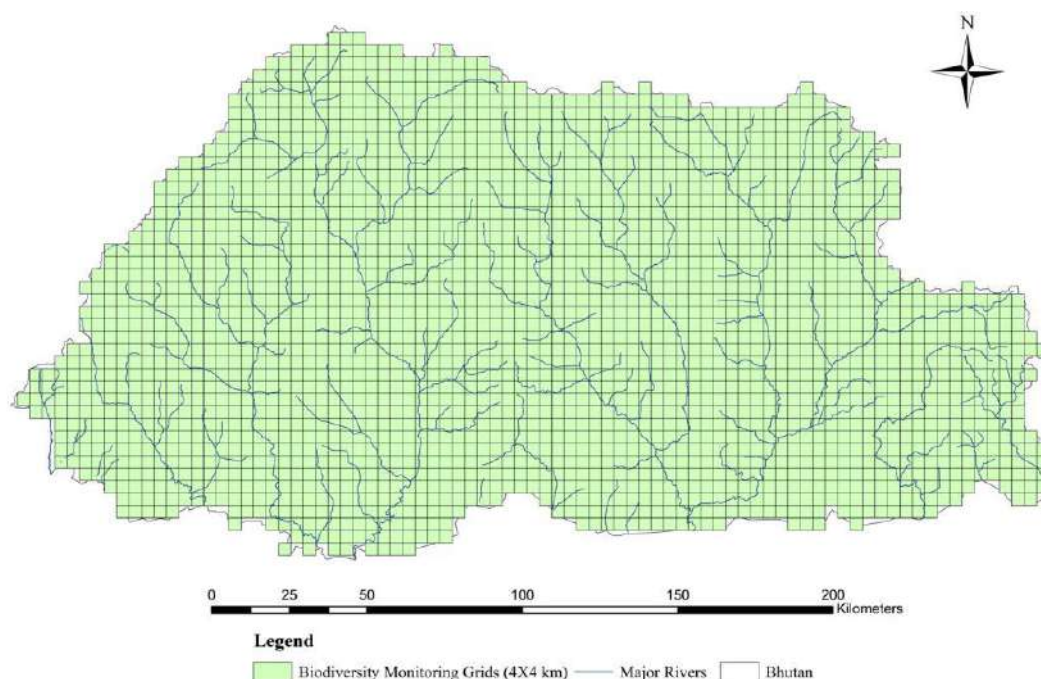 N
0 25 50 100 150 200
Kilometers
Legend
Biodiversity Monitoring Grids (4X4 km) Major Rivers Bhutan